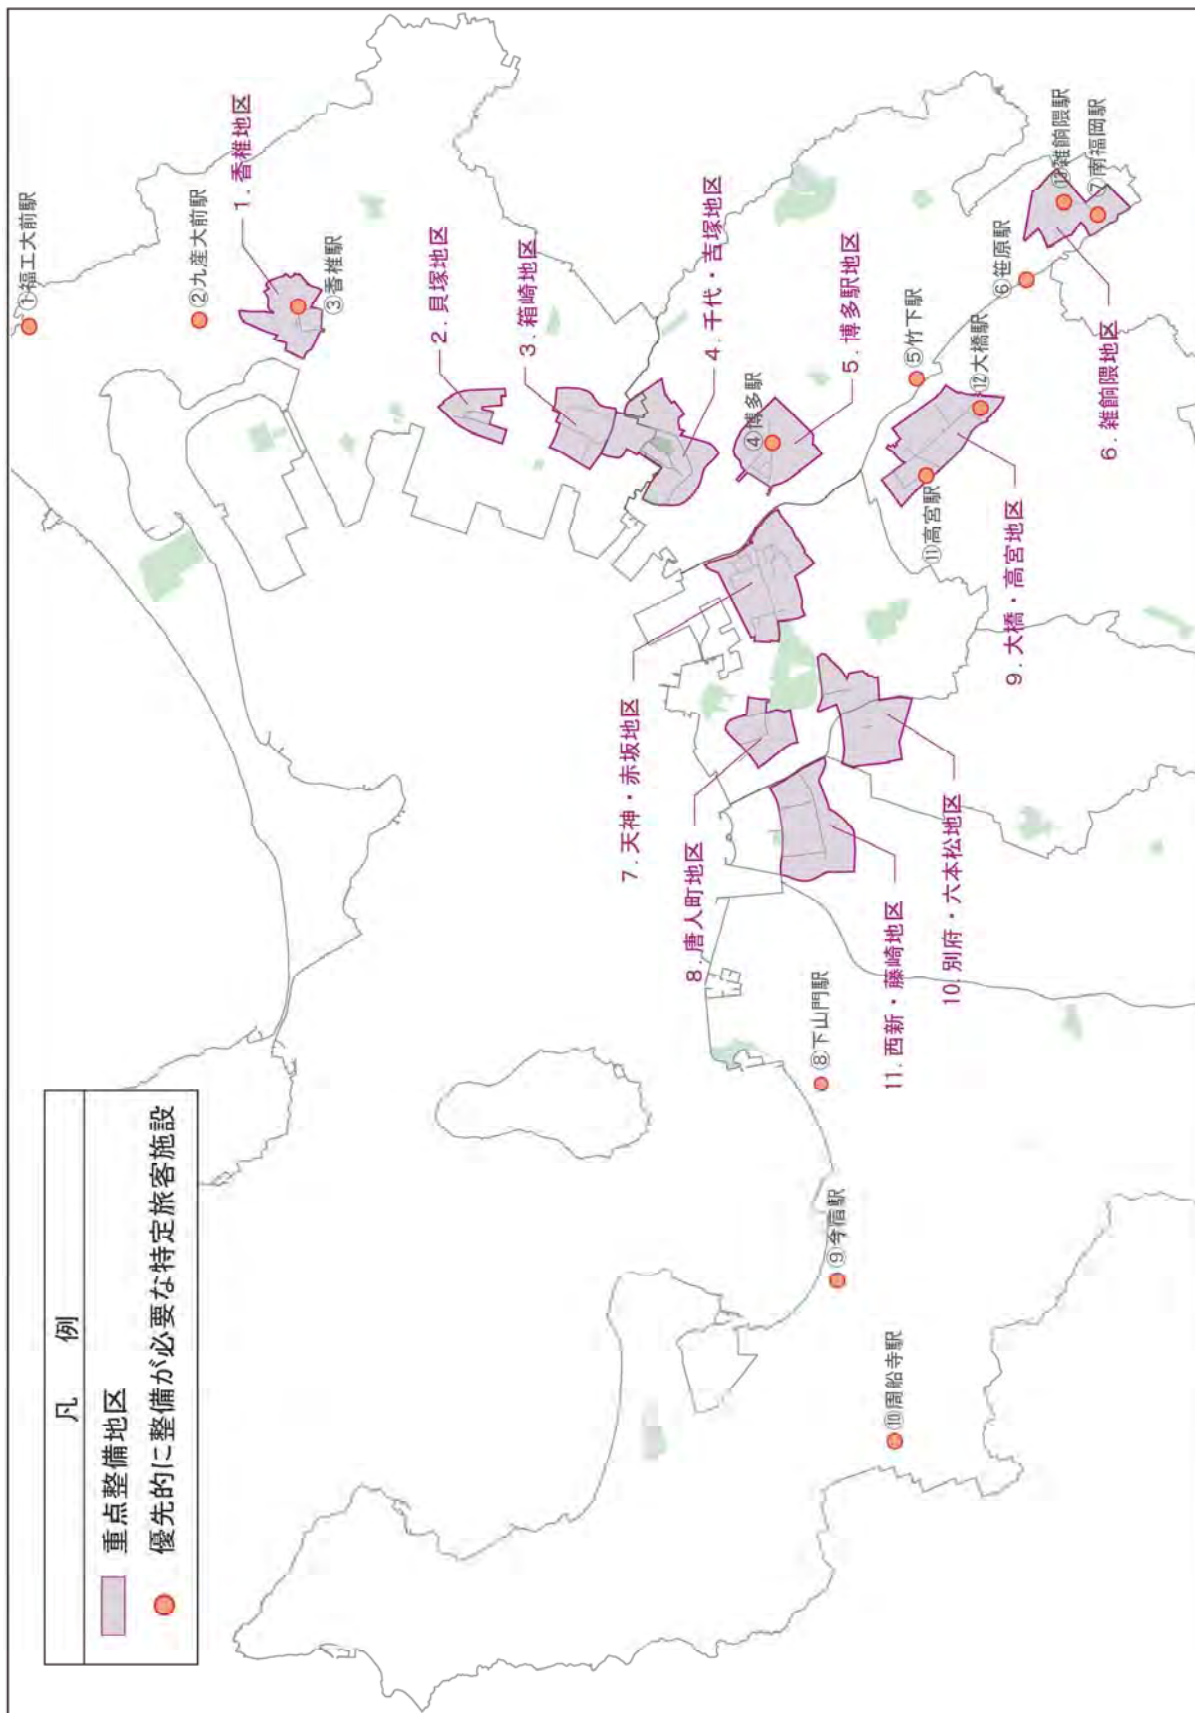 凡 例
重点整備地区
優先的に整備が必要な特定旅客施設
①福工大前駅
②九産大前駅
1. 香椎地区
③香椎駅
2. 貝塚地区
3. 箱崎地区
4. 千代・吉塚地区
④博多駅
5. 博多駅地区
⑤竹下駅
⑥笹原駅
⑬雑餉隈駅
⑦南福岡駅
6. 雑餉隈地区
⑫大橋駅
⑪高宮駅
9. 大橋・高宮地区
7. 天神・赤坂地区
8. 唐人町地区
10. 別府・六本松地区
11. 西新・藤崎地区
⑧下山門駅
⑨今宿駅
⑩周船寺駅